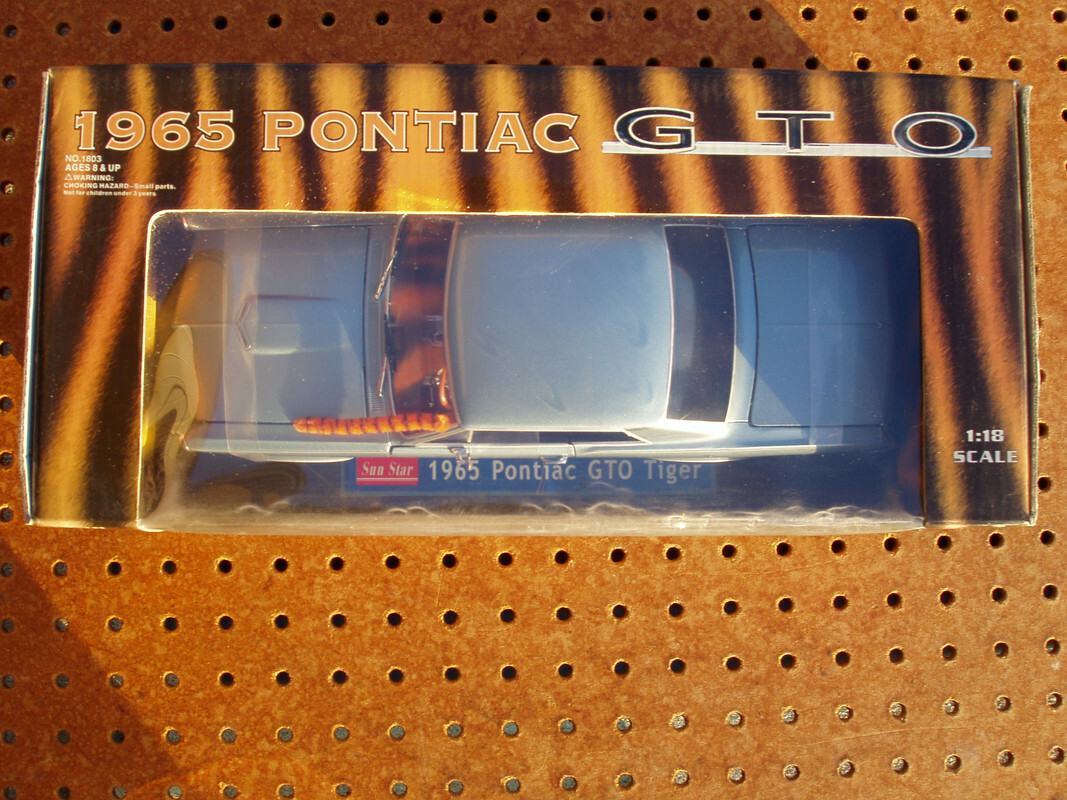 1965 PONTIAC GTO
NO.1803
AGES 8 & UP
⚠WARNING:
CHOKING HAZARD–Small parts.
Not for children under 3 years.
1:18
SCALE
Sun Star 1965 Pontiac GTO Tiger